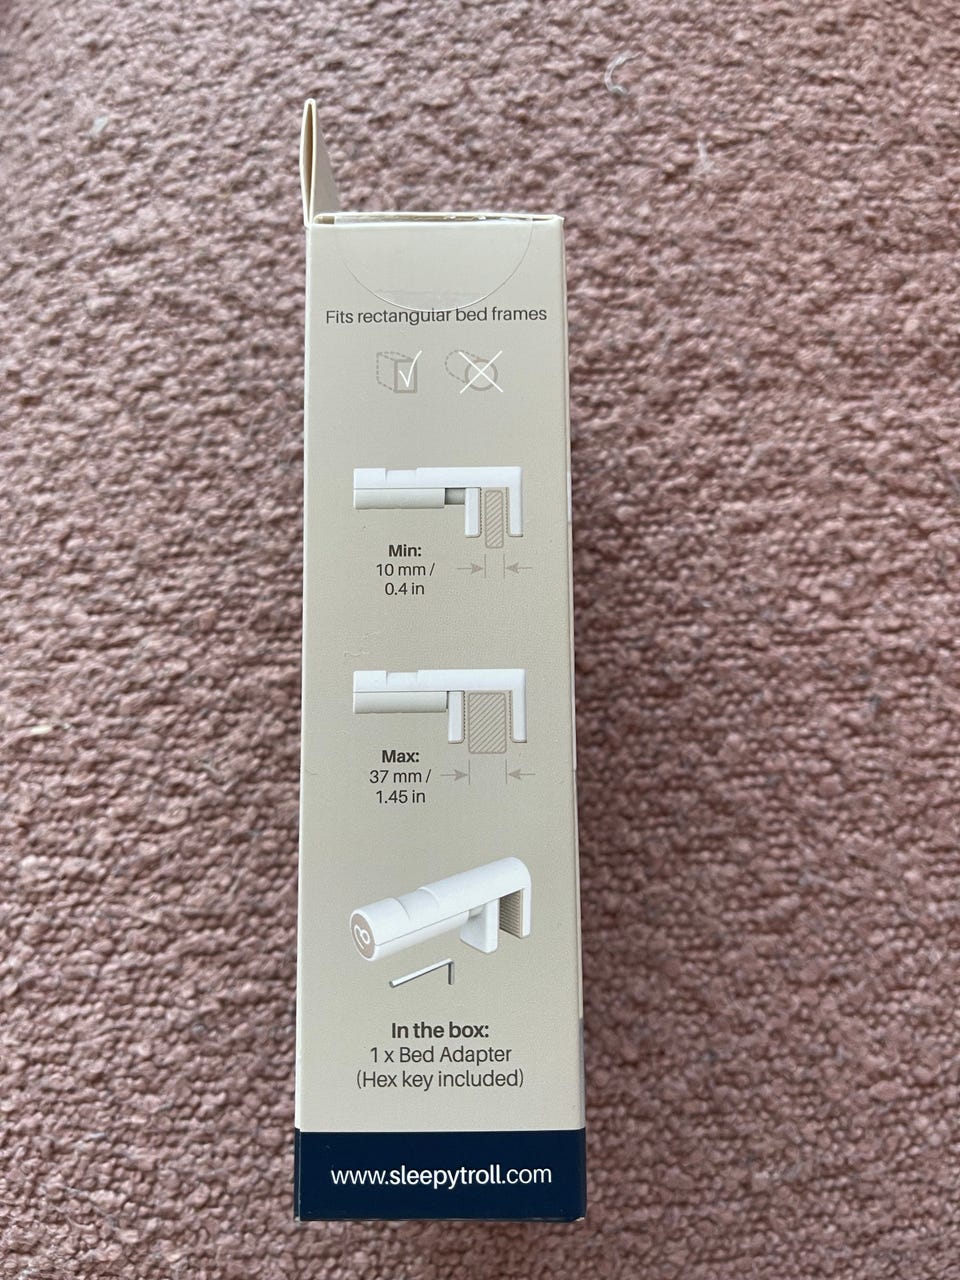 Fits rectangular bed frames
Min:
10 mm /
0.4 in
Max:
37 mm /
1.45 in
In the box:
1 x Bed Adapter
(Hex key included)
www.sleepytroll.com